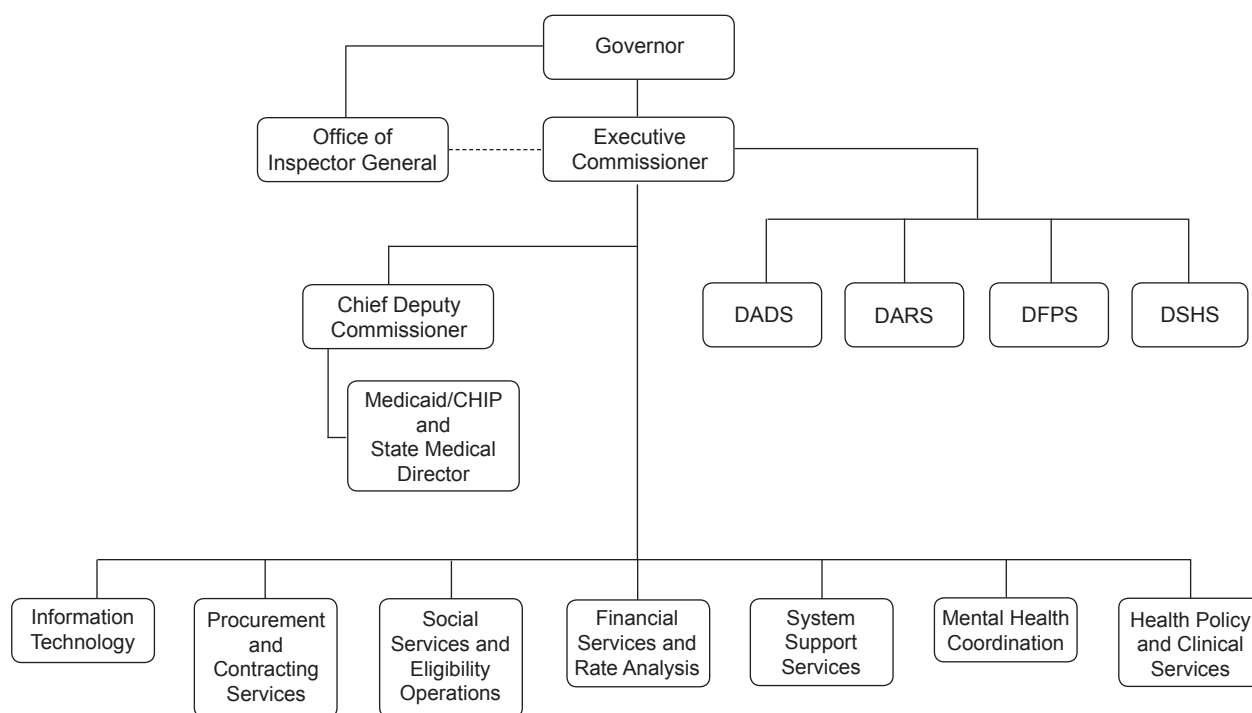 Governor
Office of
Inspector General
Executive
Commissioner
Chief Deputy
Commissioner
DADS
DARS
DFPS
DSHS
Medicaid/CHIP
and
State Medical
Director
Information
Technology
Procurement
and
Contracting
Services
Social
Services and
Eligibility
Operations
Financial
Services and
Rate Analysis
System
Support
Services
Mental Health
Coordination
Health Policy
and Clinical
Services